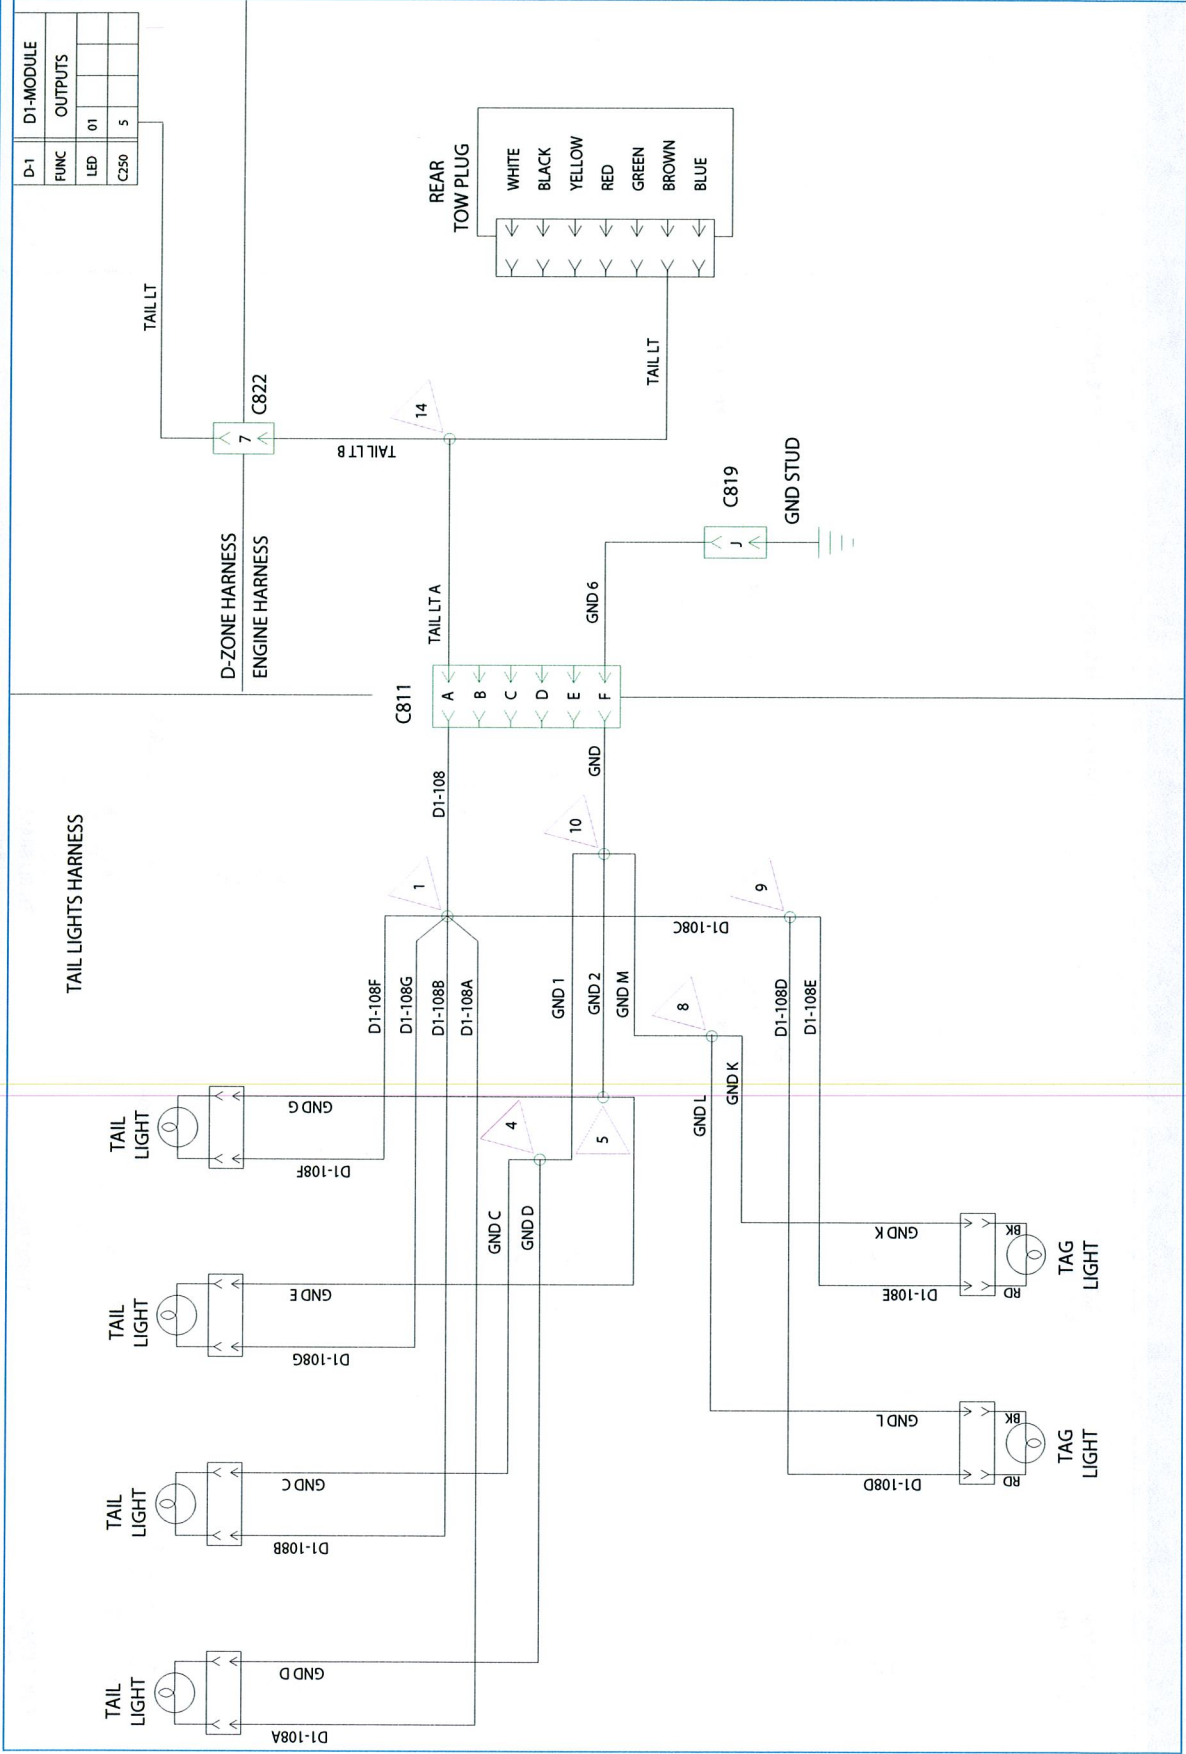 D-1
D1-MODULE
FUNC
OUTPUTS
LED
01
C250
5
TAIL LT
C822
7
D-ZONE HARNESS
ENGINE HARNESS
TAIL LT B
14
REAR
TOW PLUG
WHITE
BLACK
YELLOW
RED
GREEN
BROWN
BLUE
TAIL LT
TAIL LT A
GND 6
C819
J
GND STUD
C811
A
B
C
D
E
F
TAIL LIGHTS HARNESS
D1-108
GND
1
10
9
D1-108C
D1-108F
D1-108G
D1-108B
D1-108A
GND 1
GND 2
GND M
8
D1-108D
D1-108E
GND L
GND K
4
5
GND C
GND D
TAIL
LIGHT
GND G
D1-108F
TAIL
LIGHT
GND E
D1-108G
TAIL
LIGHT
GND C
D1-108B
TAIL
LIGHT
GND D
D1-108A
GND K
D1-108E
BK
RD
TAG
LIGHT
GND L
D1-108D
BK
RD
TAG
LIGHT